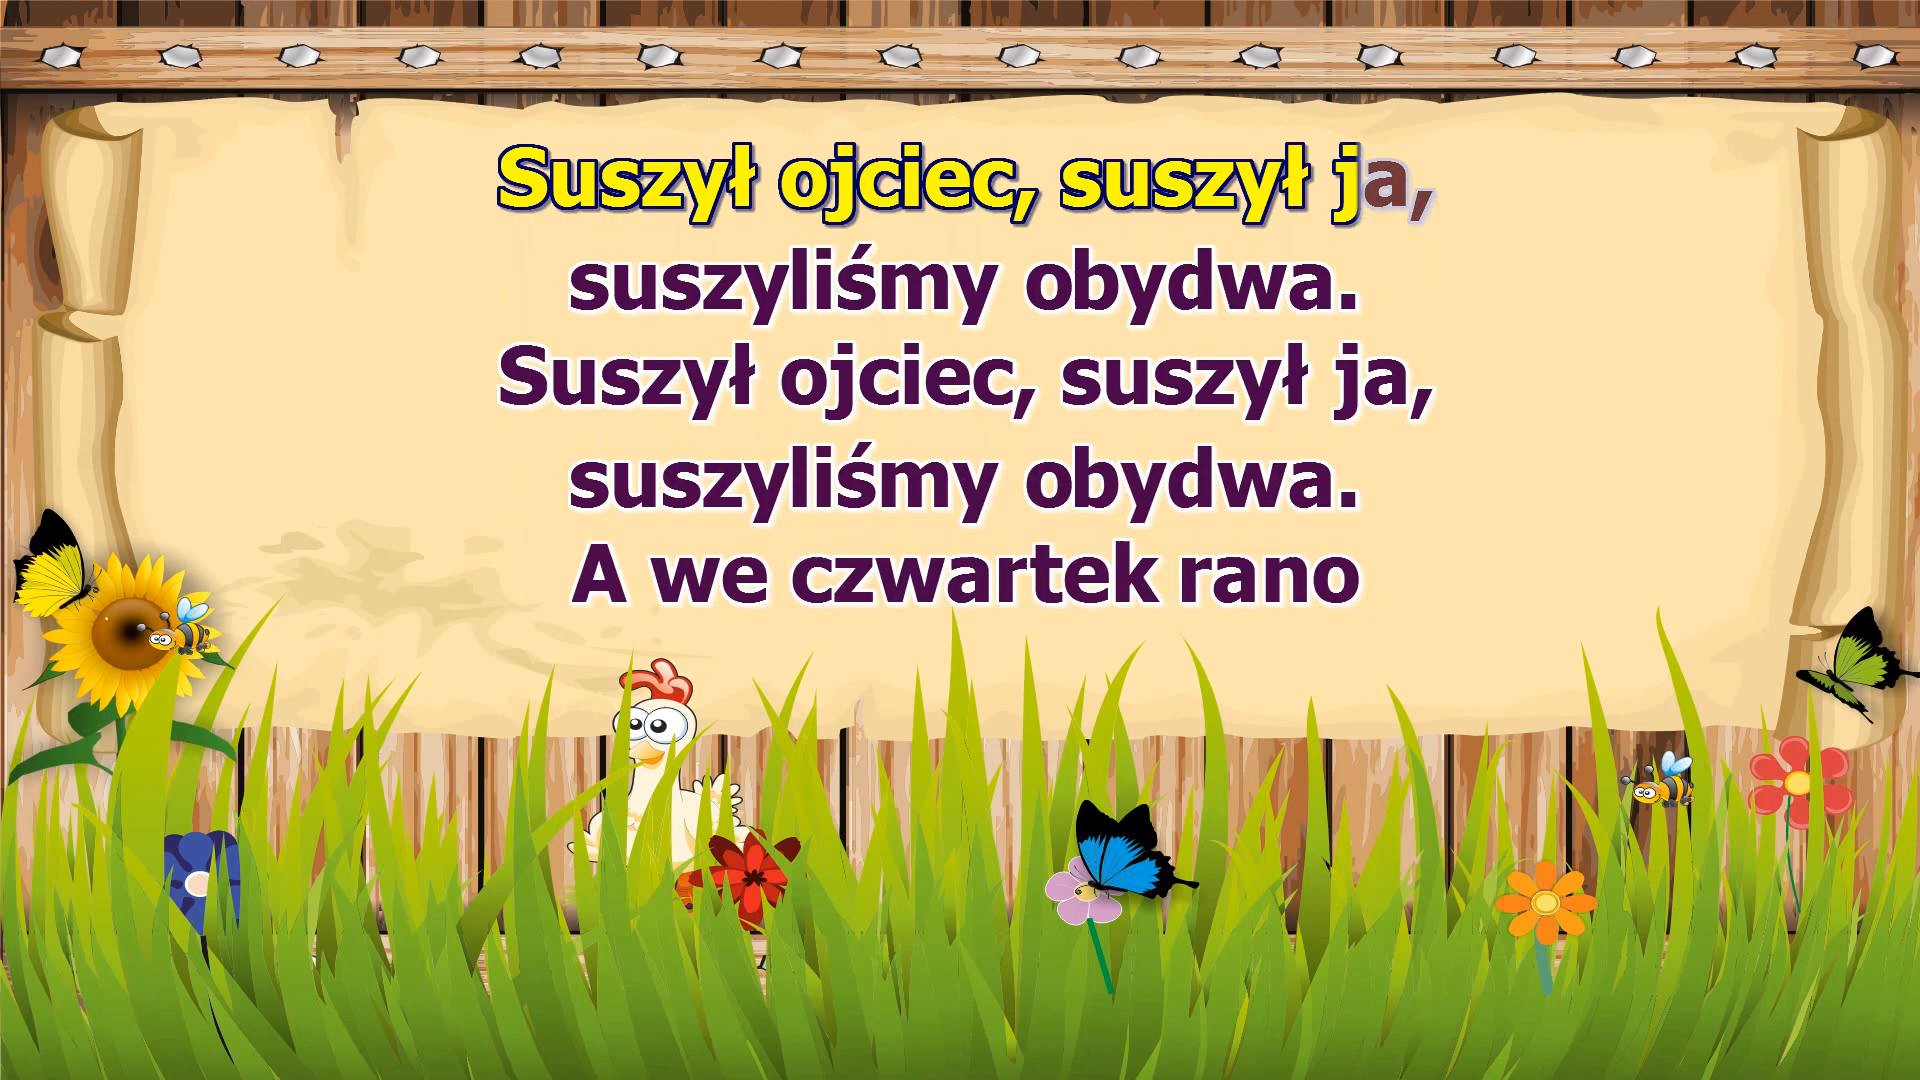 Suszył ojciec, suszył ja,
suszyliśmy obydwa.
Suszył ojciec, suszył ja,
suszyliśmy obydwa.
A we czwartek rano